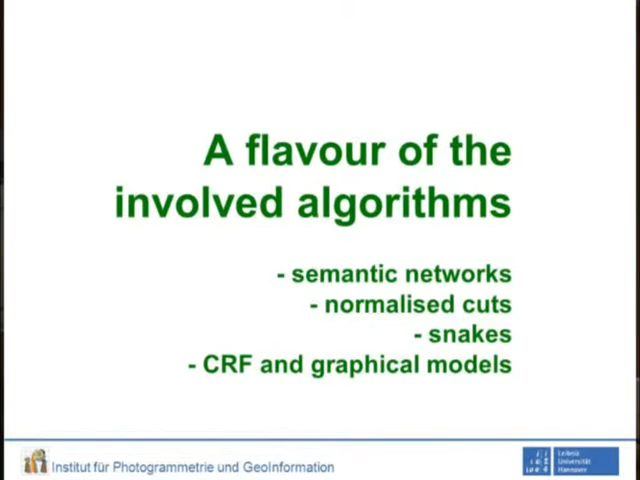 A flavour of the
involved algorithms
- semantic networks
- normalised cuts
- snakes
- CRF and graphical models
Institut für Photogrammetrie und GeoInformation
Leibniz
Universität
Hannover